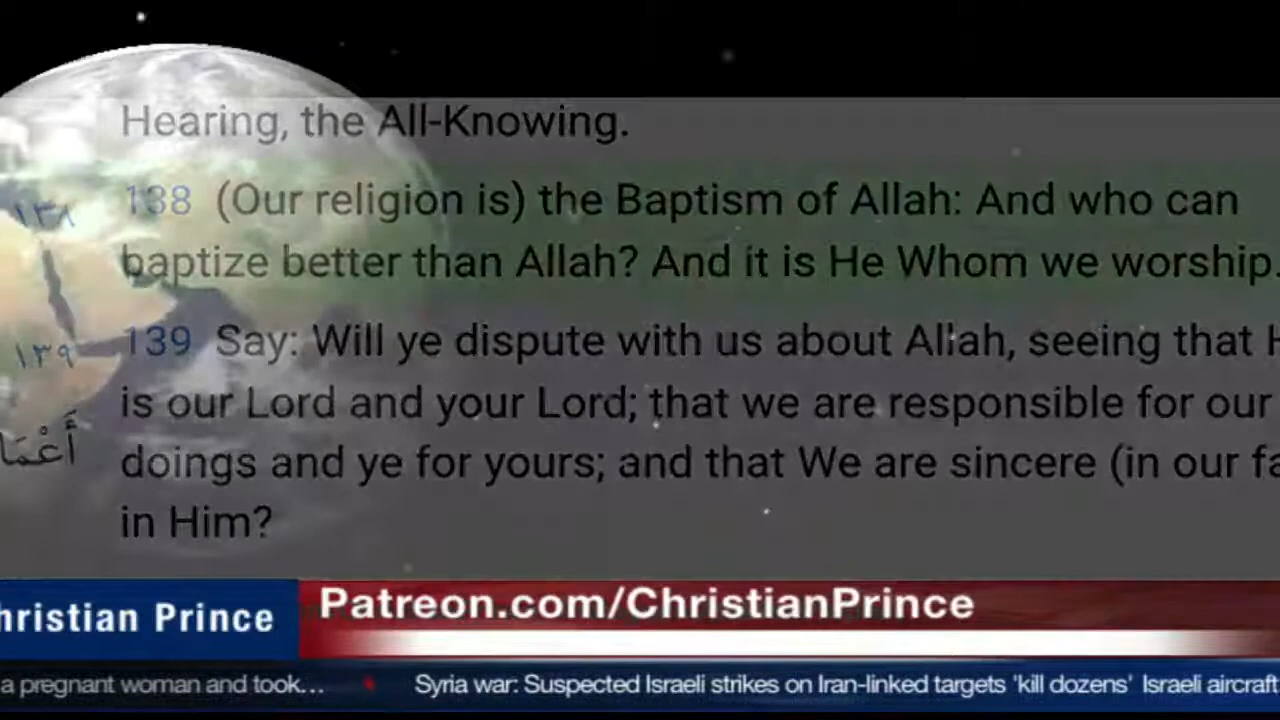 Hearing, the All-Knowing.
١٣٨ 138 (Our religion is) the Baptism of Allah: And who can
baptize better than Allah? And it is He Whom we worship.
١٣٩ 139 Say: Will ye dispute with us about Allah, seeing that H
is our Lord and your Lord; that we are responsible for our
أَعْمَا
doings and ye for yours; and that We are sincere (in our fa
in Him?
hristian Prince
Patreon.com/ChristianPrince
a pregnant woman and took...
Syria war: Suspected Israeli strikes on Iran-linked targets 'kill dozens' Israeli aircraft